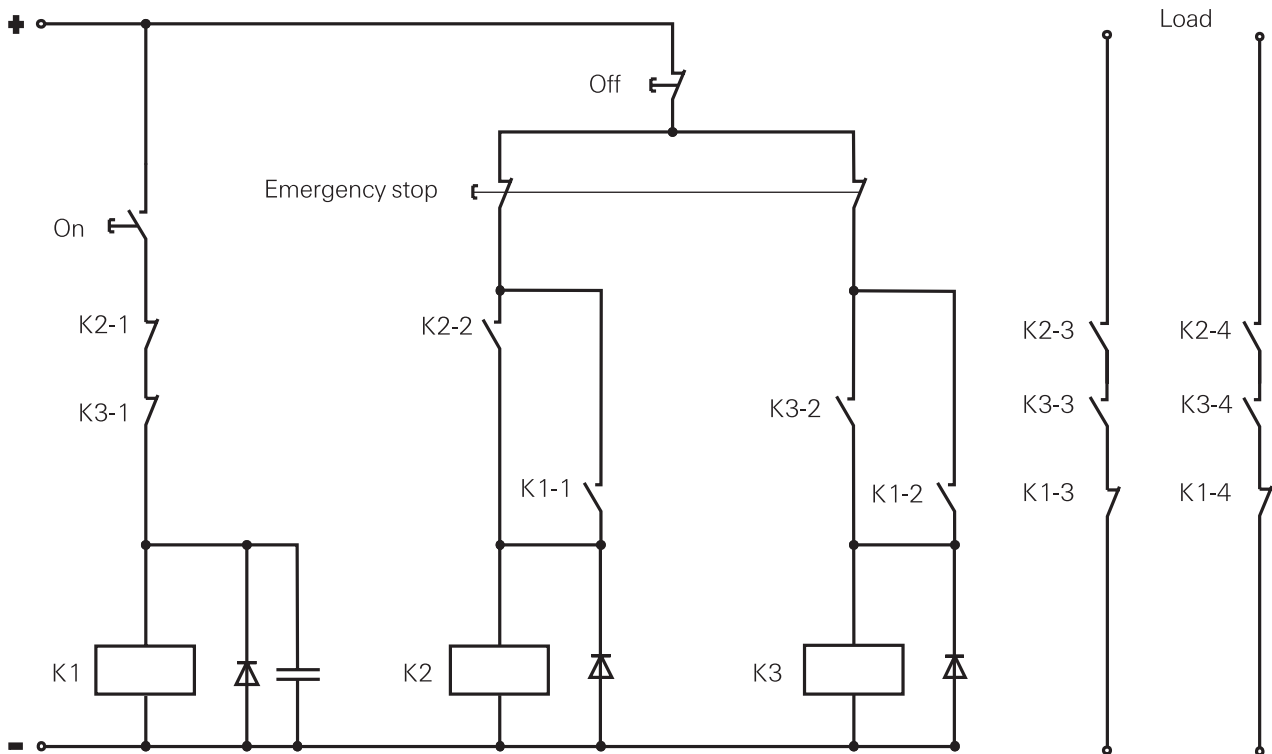 +
Load
Off
Emergency stop
On
K2-1
K2-2
K2-3
K2-4
K3-1
K3-2
K3-3
K3-4
K1-1
K1-2
K1-3
K1-4
K1
K2
K3
-